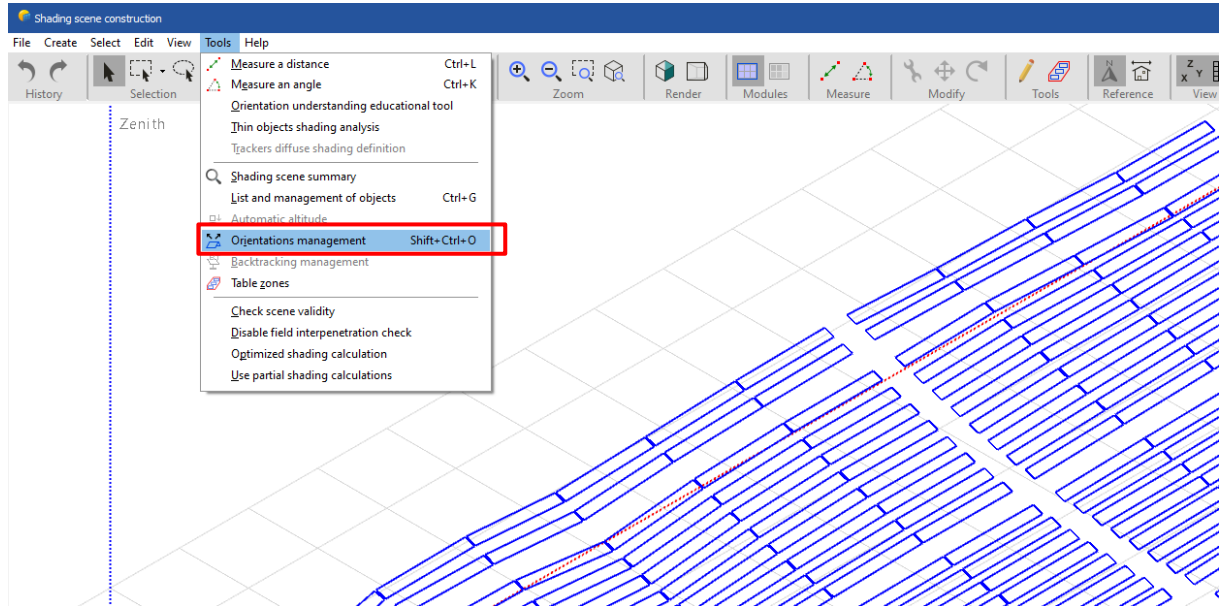 Shading scene construction
File Create Select Edit View Tools Help
History Selection Zoom Render Modules Measure Modify Tools Reference View
N Z X Y
Zenith
Measure a distance Ctrl+L
Measure an angle Ctrl+K
Orientation understanding educational tool
Thin objects shading analysis
Trackers diffuse shading definition
Shading scene summary
List and management of objects Ctrl+G
Automatic altitude
Orientations management Shift+Ctrl+O
Backtracking management
Table zones
Check scene validity
Disable field interpenetration check
Optimized shading calculation
Use partial shading calculations